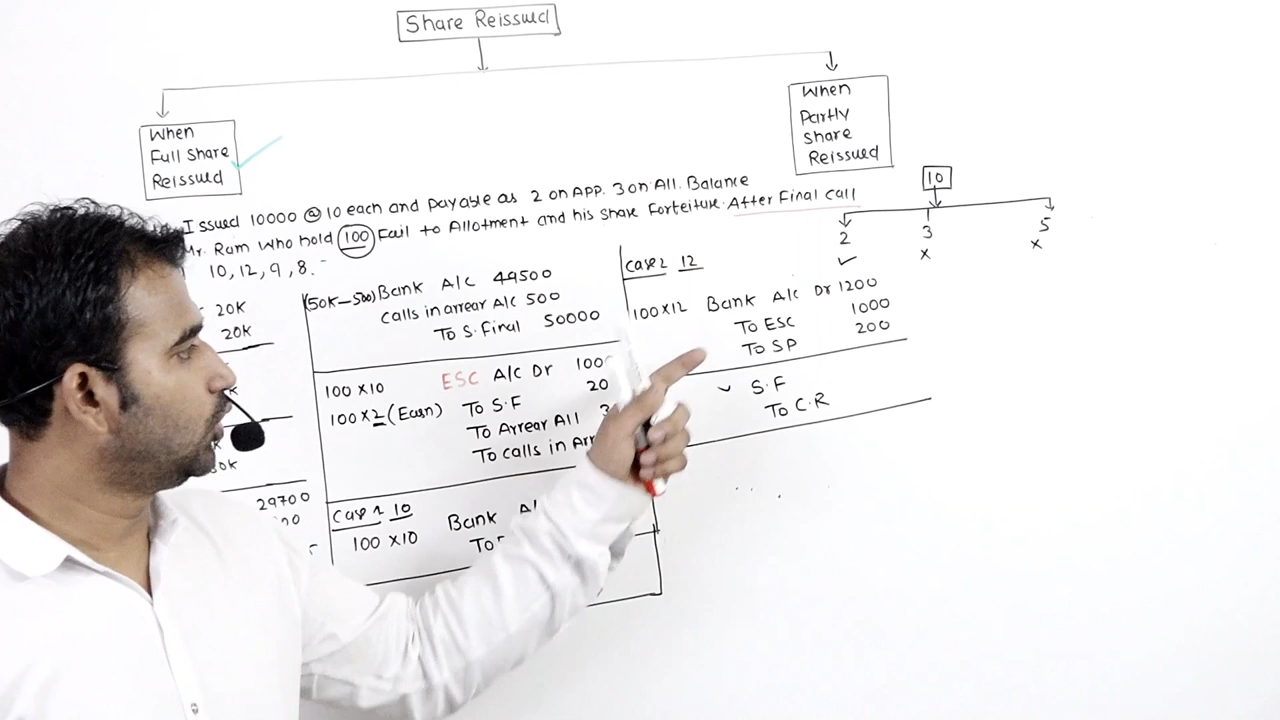 Share Reissued
When
Full Share
Reissued
When
Partly
Share
Reissued
I issued 10000 @ 10 each and payable as 2 on APP. 3 on All. Balance
Mr. Ram who hold 100 Fail to Allotment and his share Forfeiture. After Final Call
10, 12, 9, 8.
10
2 3 5
✓ x x
20K
20K
30K
29700
(50K-500) Bank A/C 49500
calls in arrear A/C 500
To S. Final 50000
100 x 10 ESC A/C Dr
100 x 2 (Earn) To S.F
To Arrear All
To calls in Arr
Case 1 10
100 x 10 Bank
To
Case 2 12
100 x 12 Bank A/c Dr 1200
To ESC 1000
To SP 200
S.F
To C.R